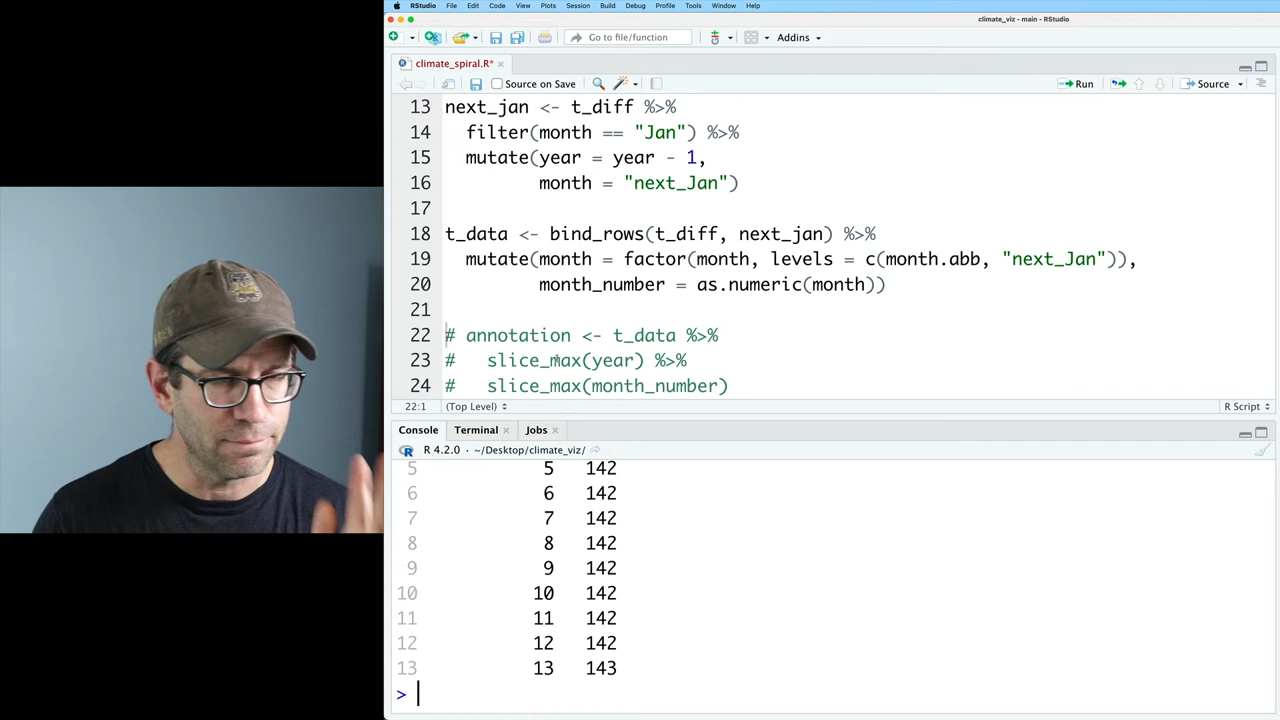 RStudio File Edit Code View Plots Session Build Debug Profile Tools Window Help
climate_viz - main - RStudio
Go to file/function Addins
climate_spiral.R*
Source on Save Run Source
13 next_jan <- t_diff %>%
14 filter(month == "Jan") %>%
15 mutate(year = year - 1,
16 month = "next_Jan")
17
18 t_data <- bind_rows(t_diff, next_jan) %>%
19 mutate(month = factor(month, levels = c(month.abb, "next_Jan")),
20 month_number = as.numeric(month))
21
22 # annotation <- t_data %>%
23 # slice_max(year) %>%
24 # slice_max(month_number)
22:1 (Top Level) R Script
Console Terminal Jobs
R 4.2.0 · ~/Desktop/climate_viz/
5 5 142
6 6 142
7 7 142
8 8 142
9 9 142
10 10 142
11 11 142
12 12 142
13 13 143
>